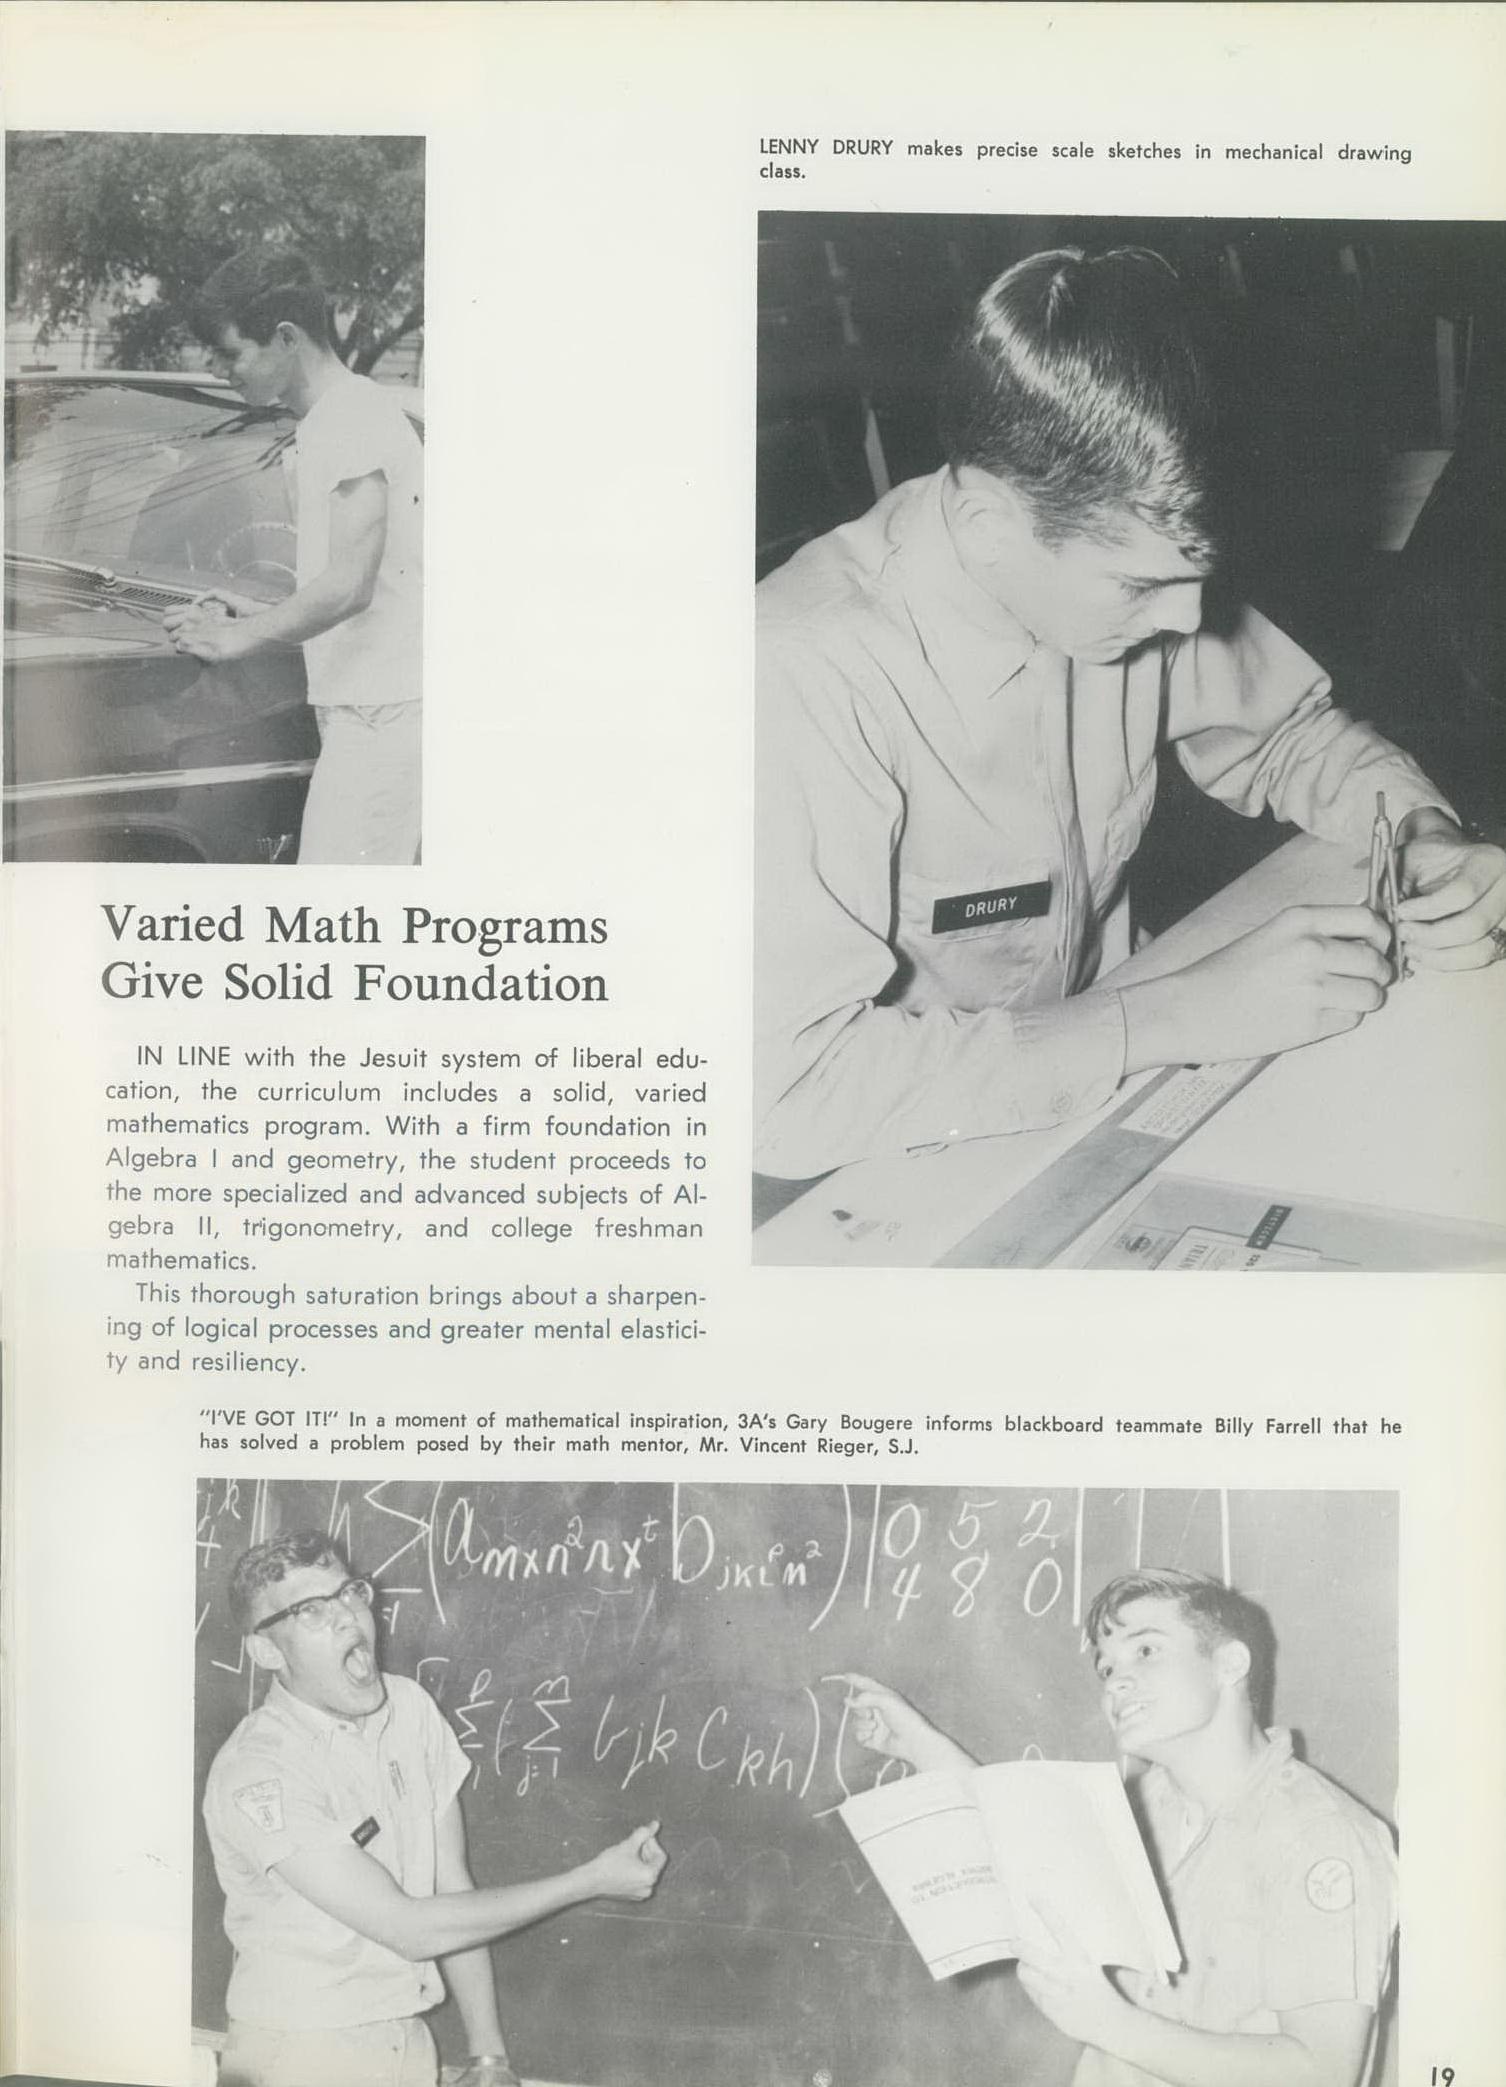 LENNY DRURY makes precise scale sketches in mechanical drawing
class.
DRURY
Varied Math Programs
Give Solid Foundation
IN LINE with the Jesuit system of liberal edu-
cation, the curriculum includes a solid, varied
mathematics program. With a firm foundation in
Algebra I and geometry, the student proceeds to
the more specialized and advanced subjects of Al-
gebra II, trigonometry, and college freshman
mathematics.
This thorough saturation brings about a sharpen-
ing of logical processes and greater mental elastici-
ty and resiliency.
"I'VE GOT IT!" In a moment of mathematical inspiration, 3A's Gary Bougere informs blackboard teammate Billy Farrell that he
has solved a problem posed by their math mentor, Mr. Vincent Rieger, S.J.
0 5 2
4 8 0
p m
Σ ( Σ bjk Ckh)
j=1
19